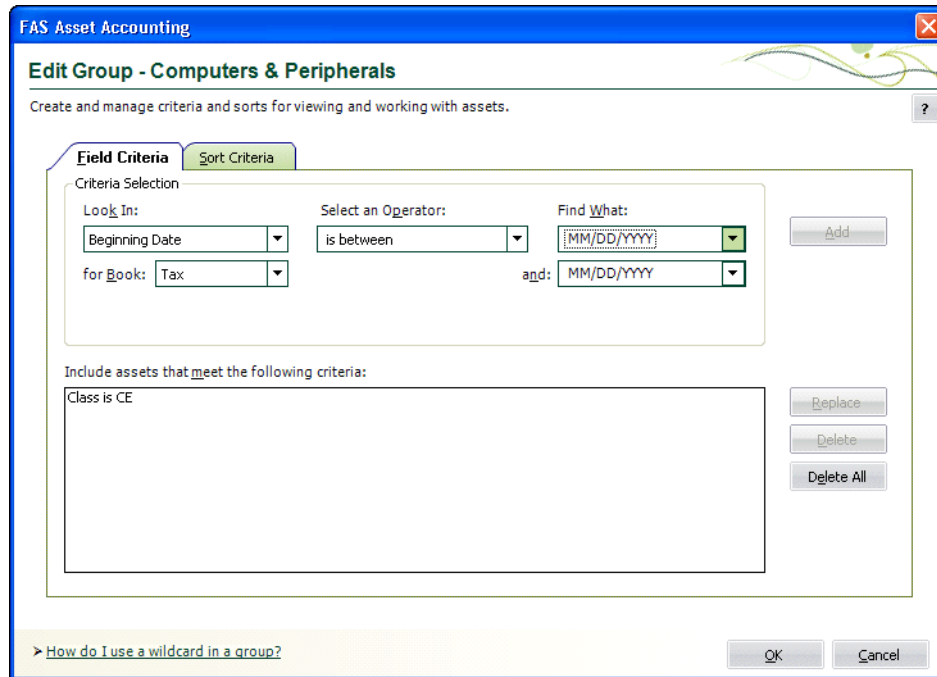 FAS Asset Accounting
Edit Group - Computers & Peripherals
Create and manage criteria and sorts for viewing and working with assets.
?
Field Criteria Sort Criteria
Criteria Selection
Look In: Select an Operator: Find What:
Beginning Date is between MM/DD/YYYY Add
for Book: Tax and: MM/DD/YYYY
Include assets that meet the following criteria:
Class is CE
Replace
Delete
Delete All
How do I use a wildcard in a group?
OK Cancel